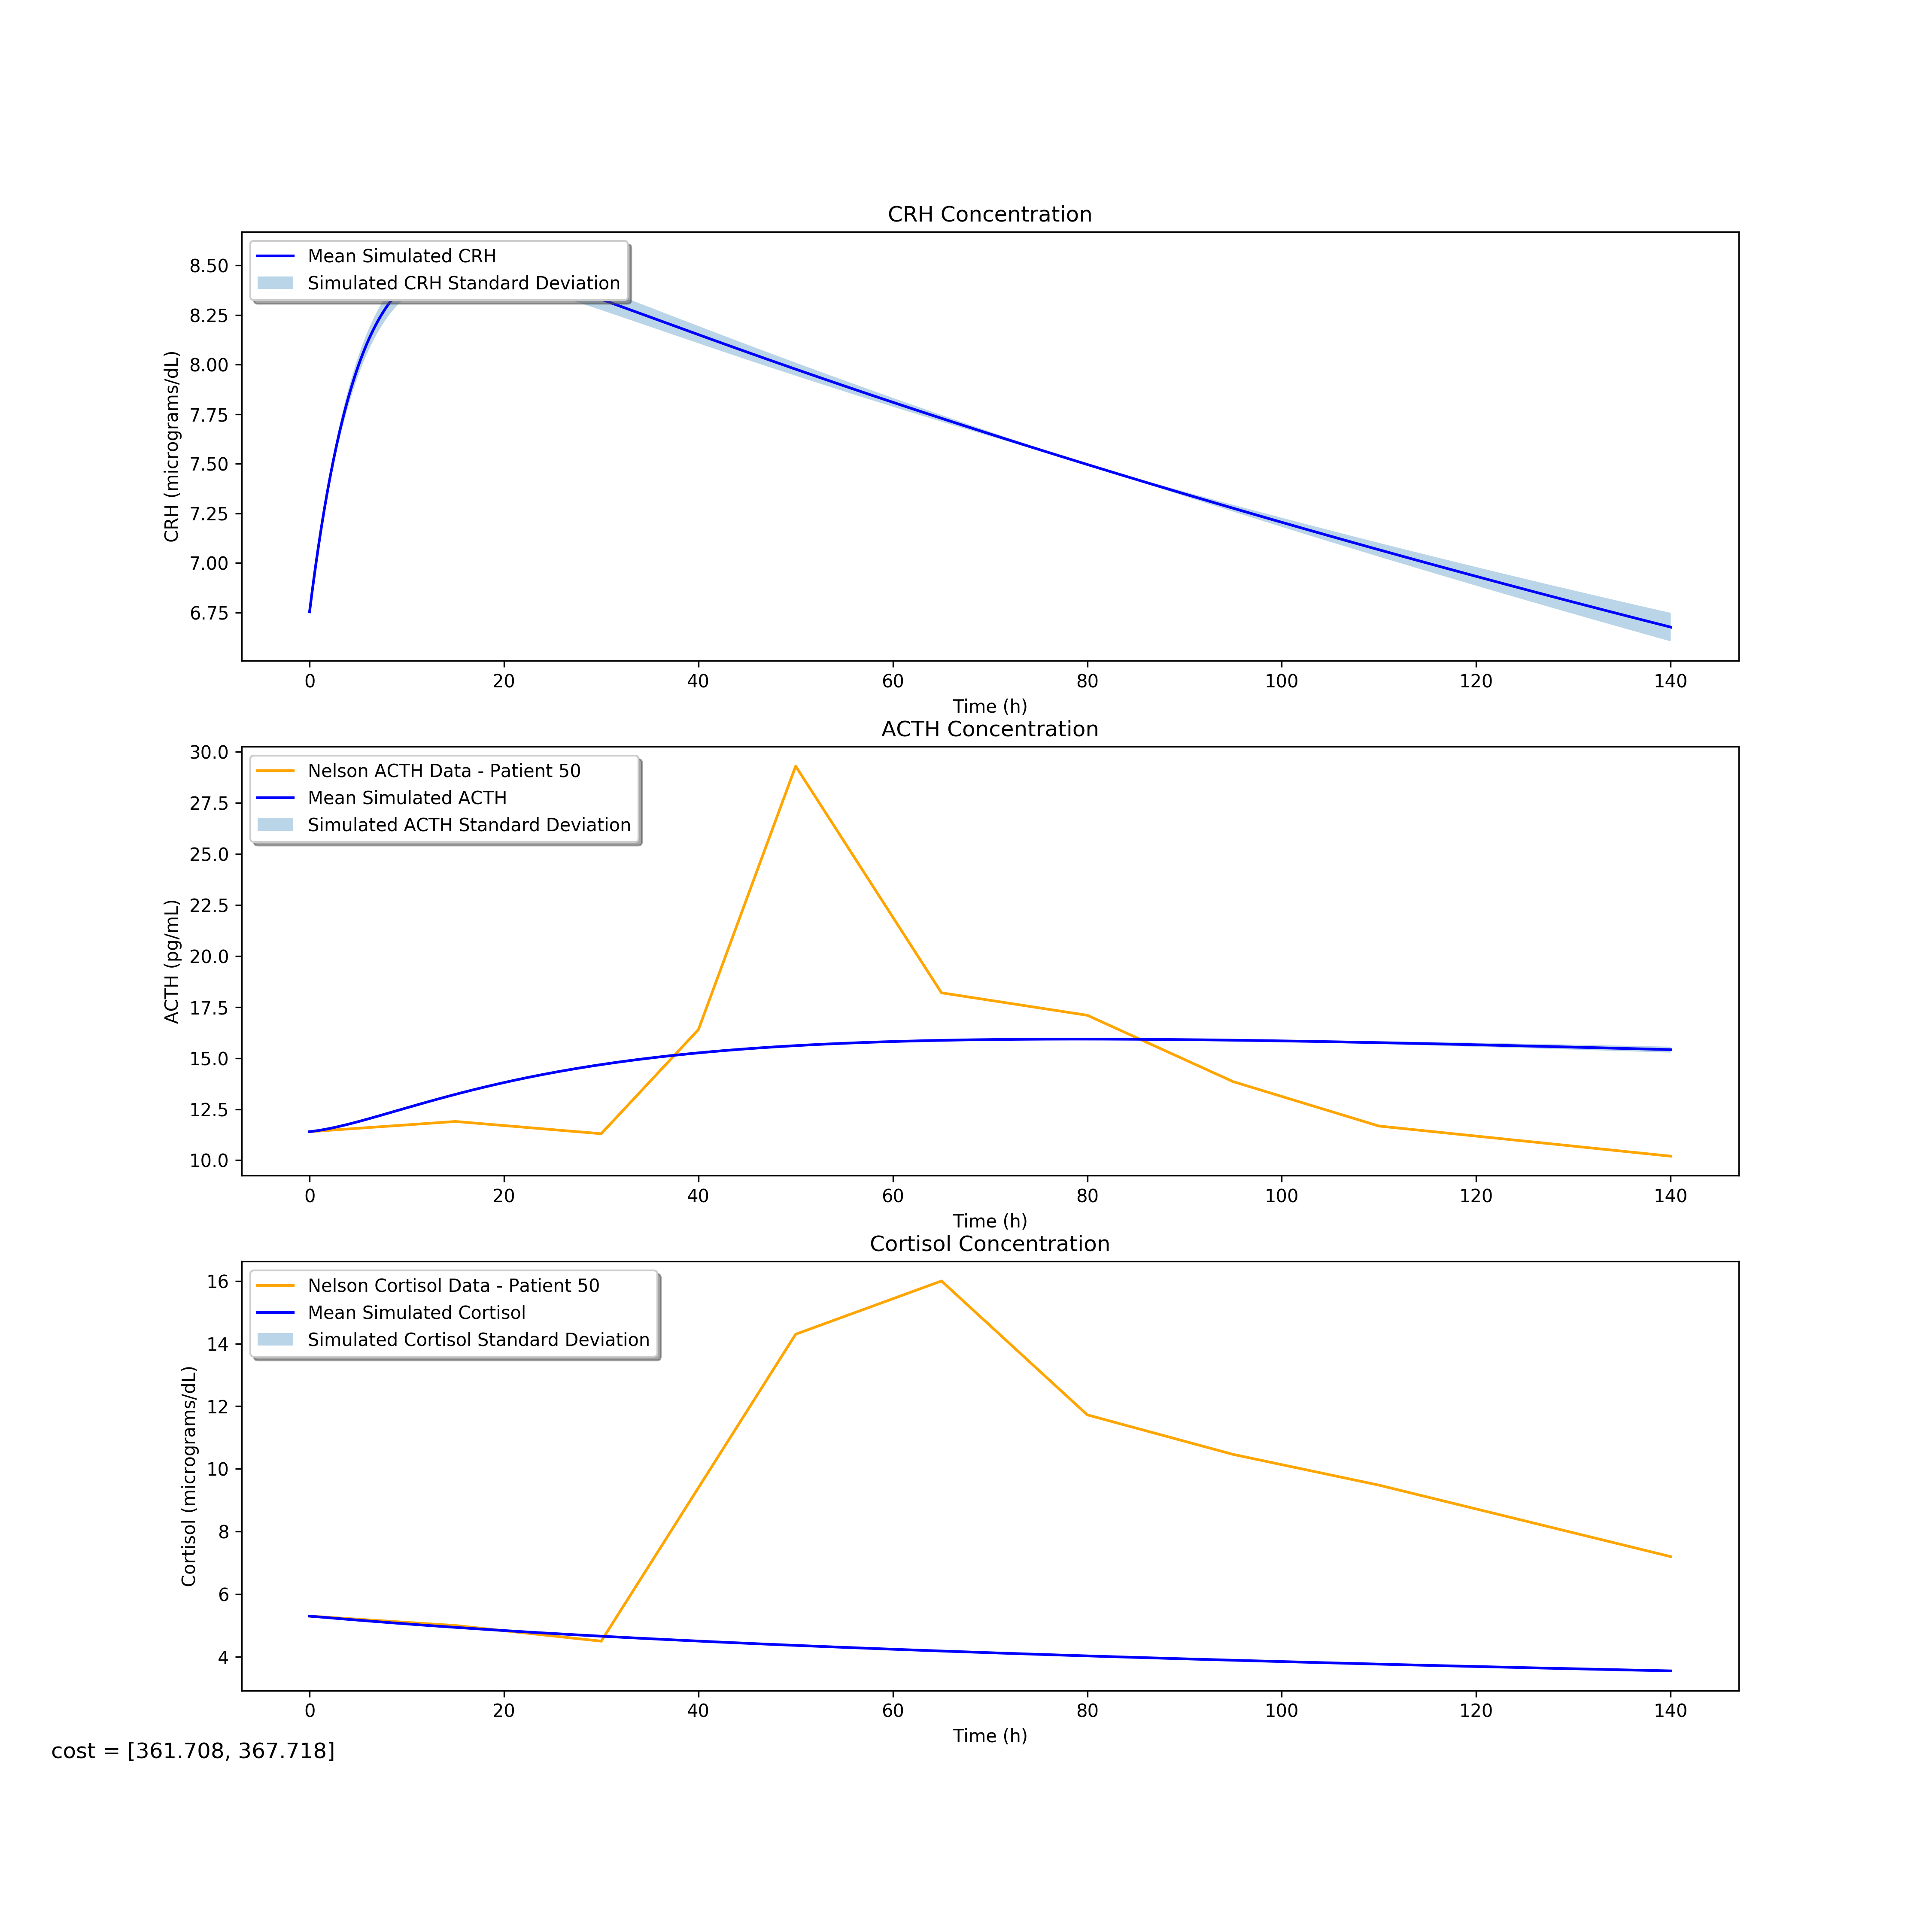 CRH Concentration
Mean Simulated CRH
Simulated CRH Standard Deviation
CRH (micrograms/dL)
8.50
8.25
8.00
7.75
7.50
7.25
7.00
6.75
0 20 40 60 80 100 120 140
Time (h)
ACTH Concentration
Nelson ACTH Data - Patient 50
Mean Simulated ACTH
Simulated ACTH Standard Deviation
ACTH (pg/mL)
30.0
27.5
25.0
22.5
20.0
17.5
15.0
12.5
10.0
0 20 40 60 80 100 120 140
Time (h)
Cortisol Concentration
Nelson Cortisol Data - Patient 50
Mean Simulated Cortisol
Simulated Cortisol Standard Deviation
Cortisol (micrograms/dL)
16
14
12
10
8
6
4
0 20 40 60 80 100 120 140
Time (h)
cost = [361.708, 367.718]